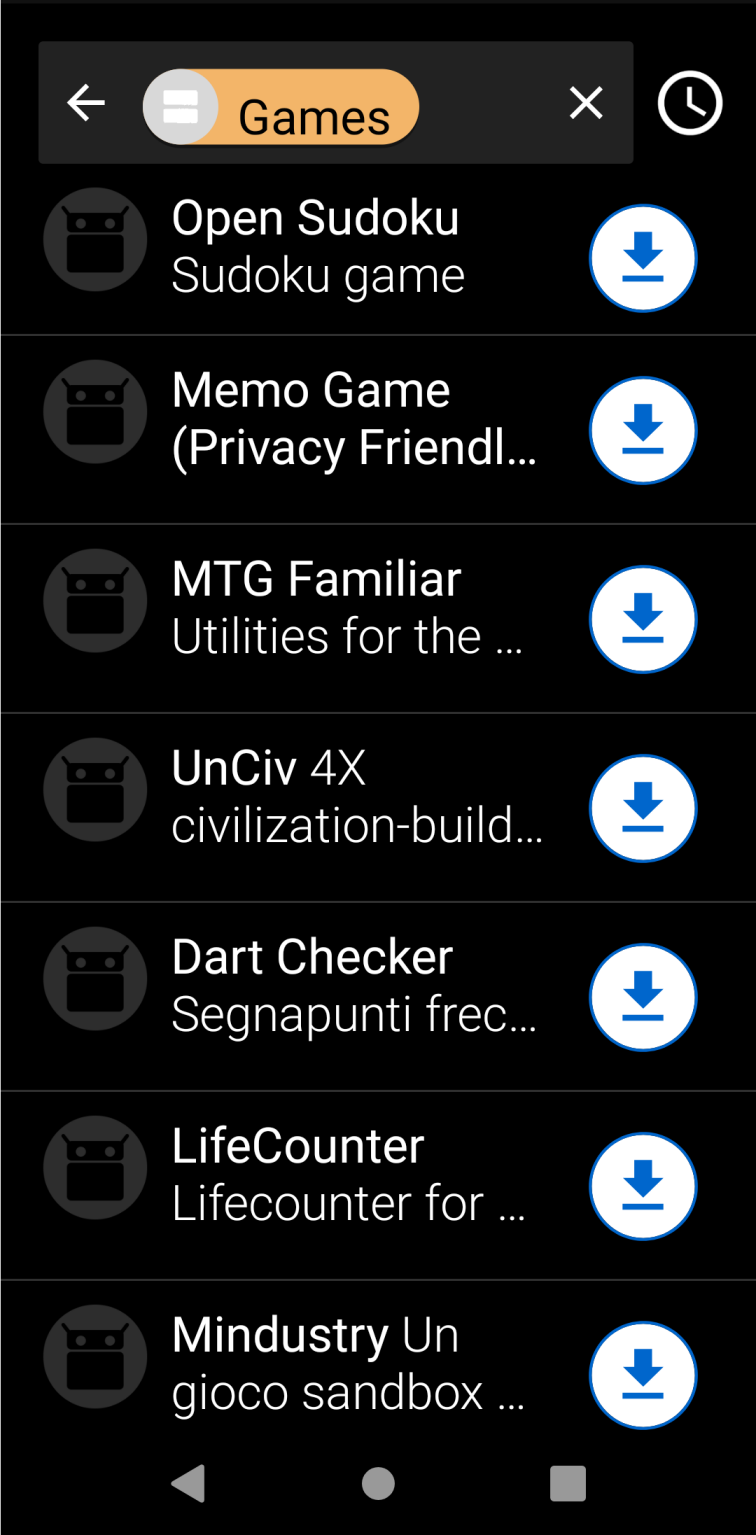 Games
Open Sudoku
Sudoku game
Memo Game
(Privacy Friendl...
MTG Familiar
Utilities for the ...
UnCiv 4X
civilization-build...
Dart Checker
Segnapunti frec...
LifeCounter
Lifecounter for ...
Mindustry Un
gioco sandbox ...